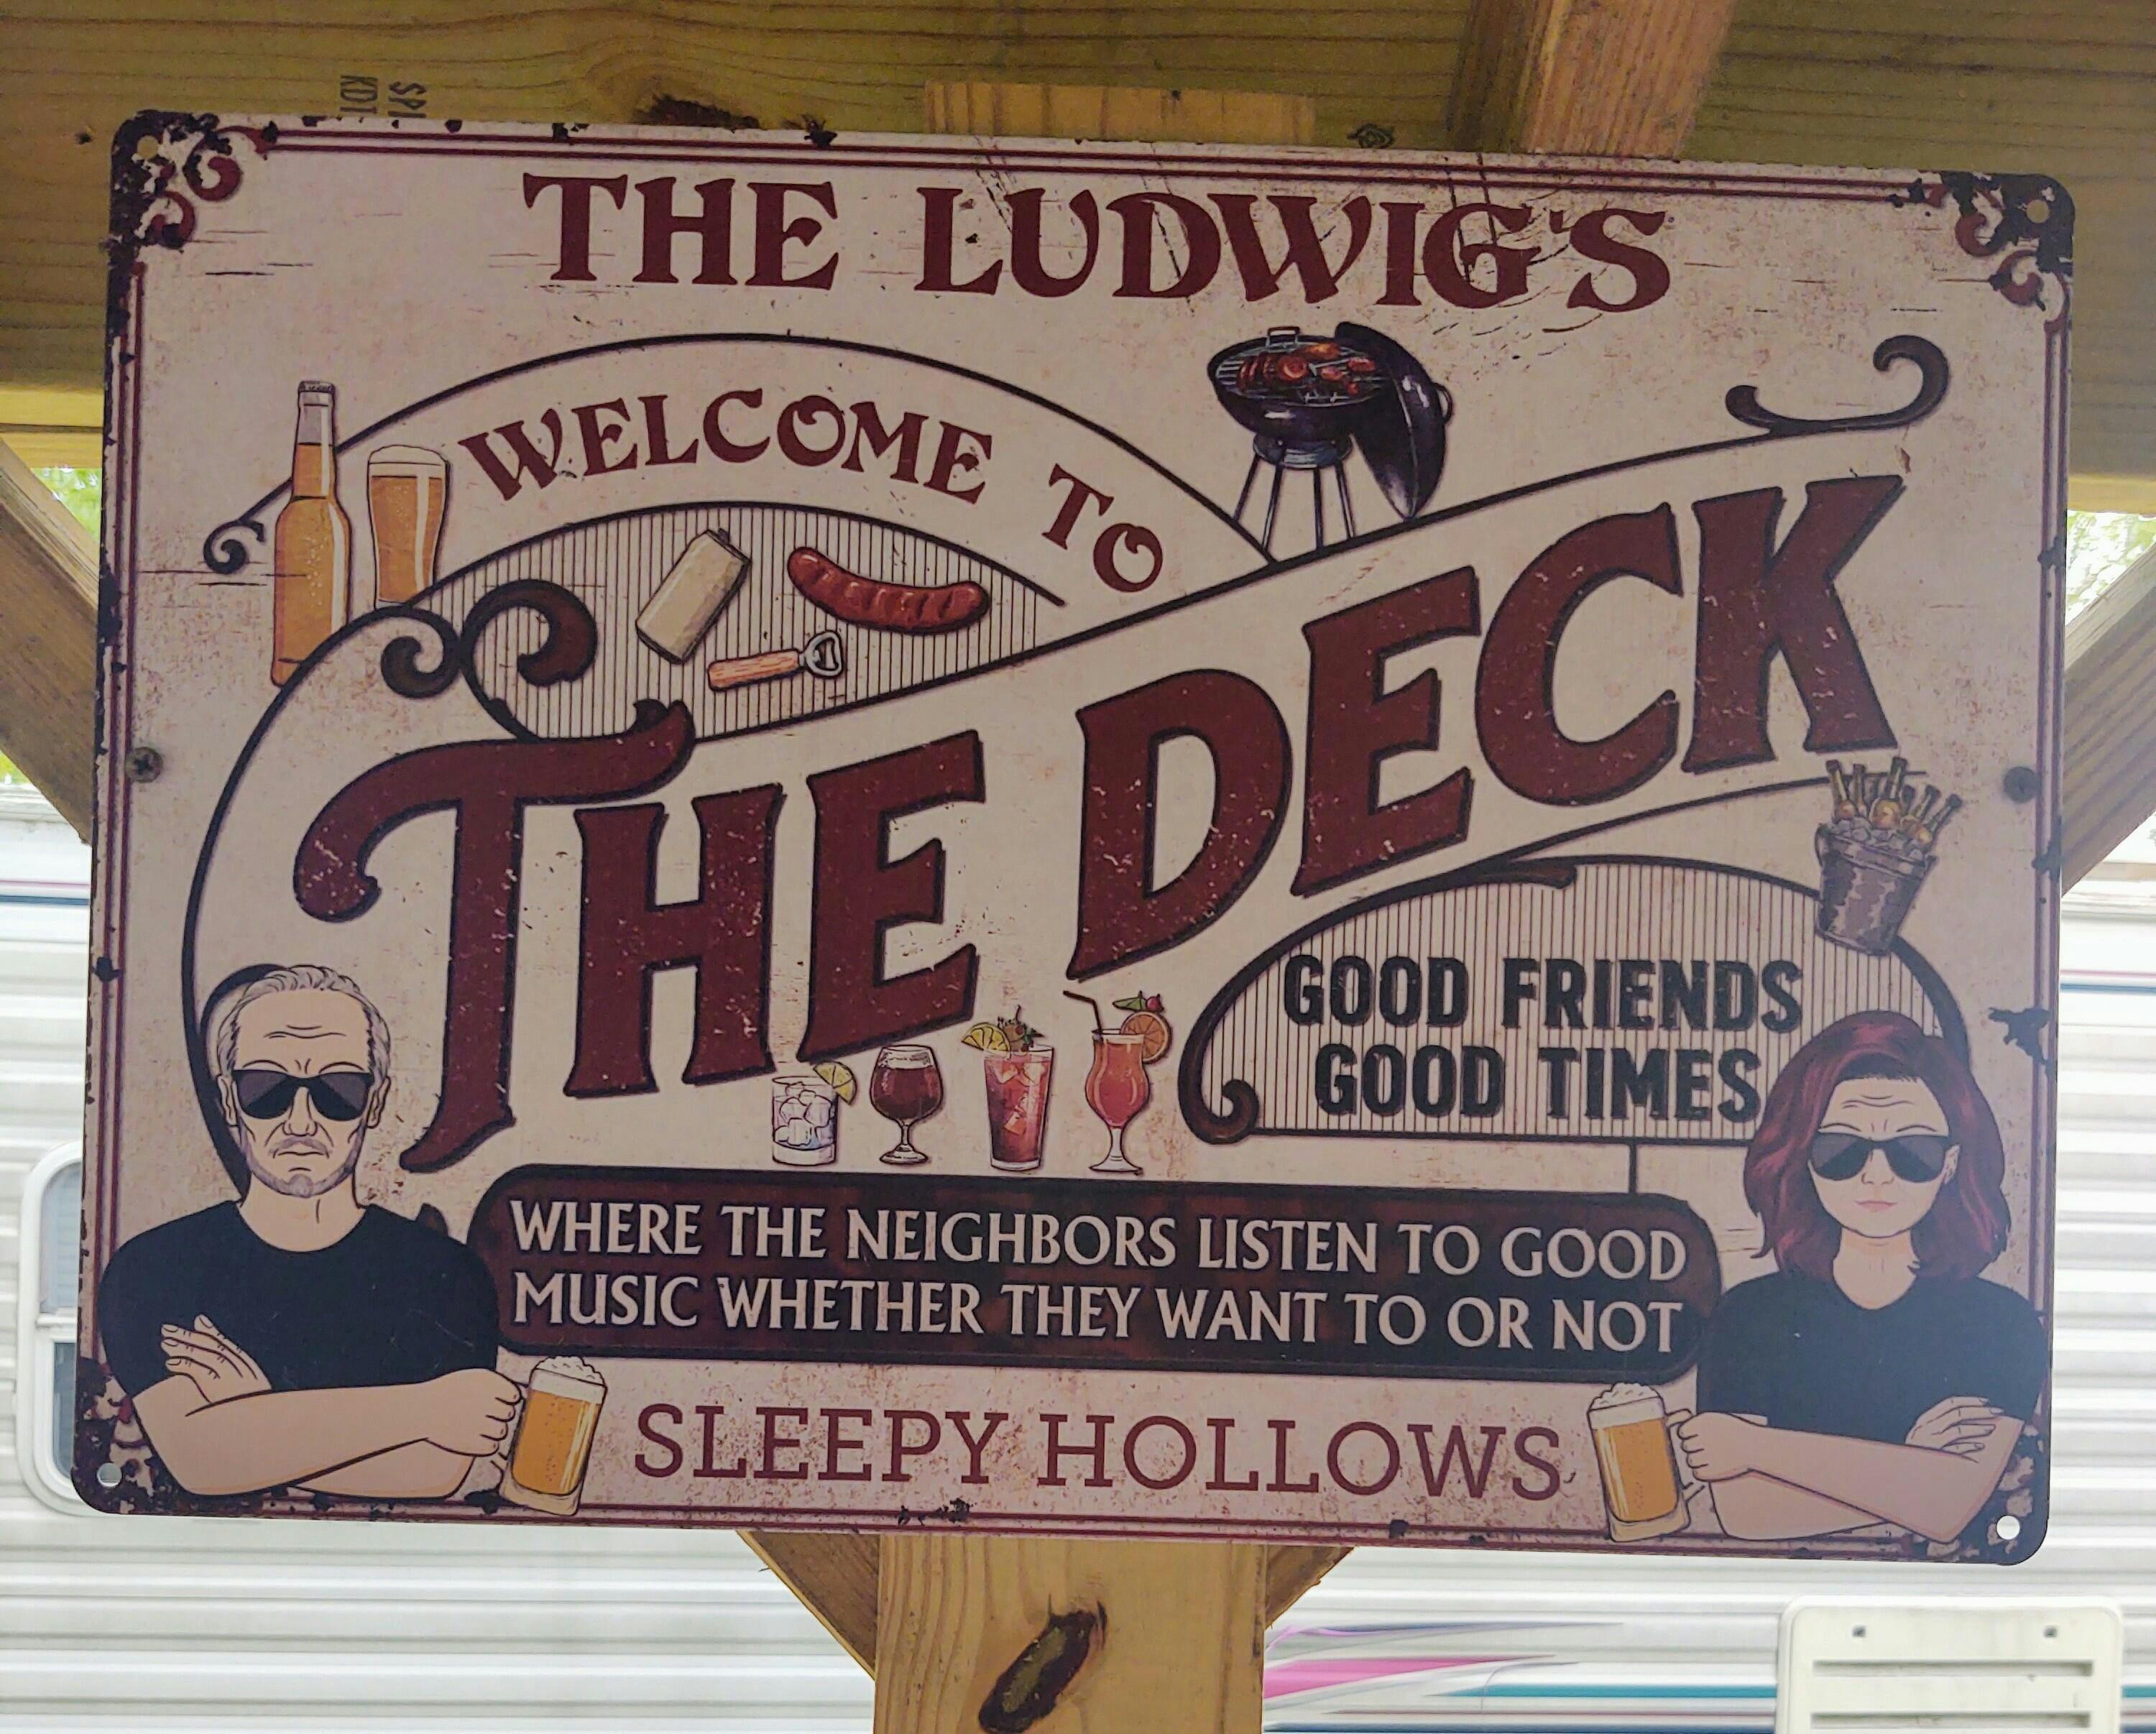 THE LUDWIG'S
WELCOME TO
THE DECK
GOOD FRIENDS
GOOD TIMES
WHERE THE NEIGHBORS LISTEN TO GOOD
MUSIC WHETHER THEY WANT TO OR NOT
SLEEPY HOLLOWS